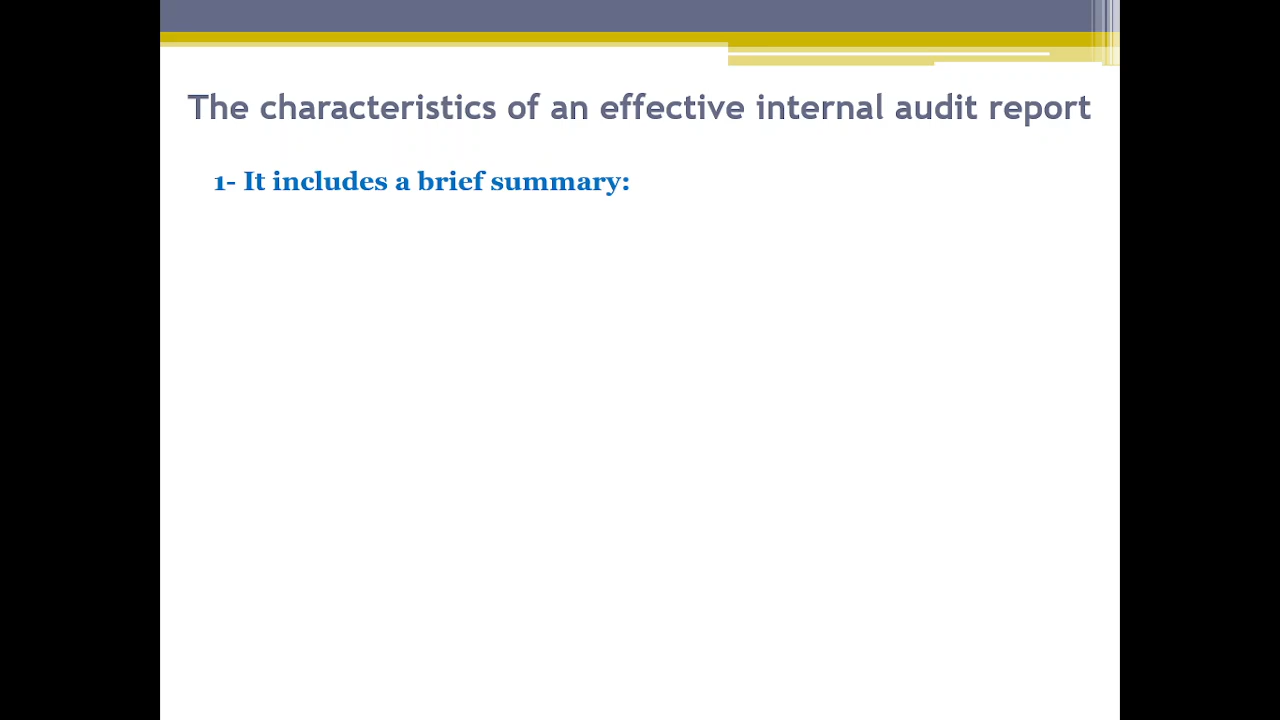 The characteristics of an effective internal audit report
1- It includes a brief summary: